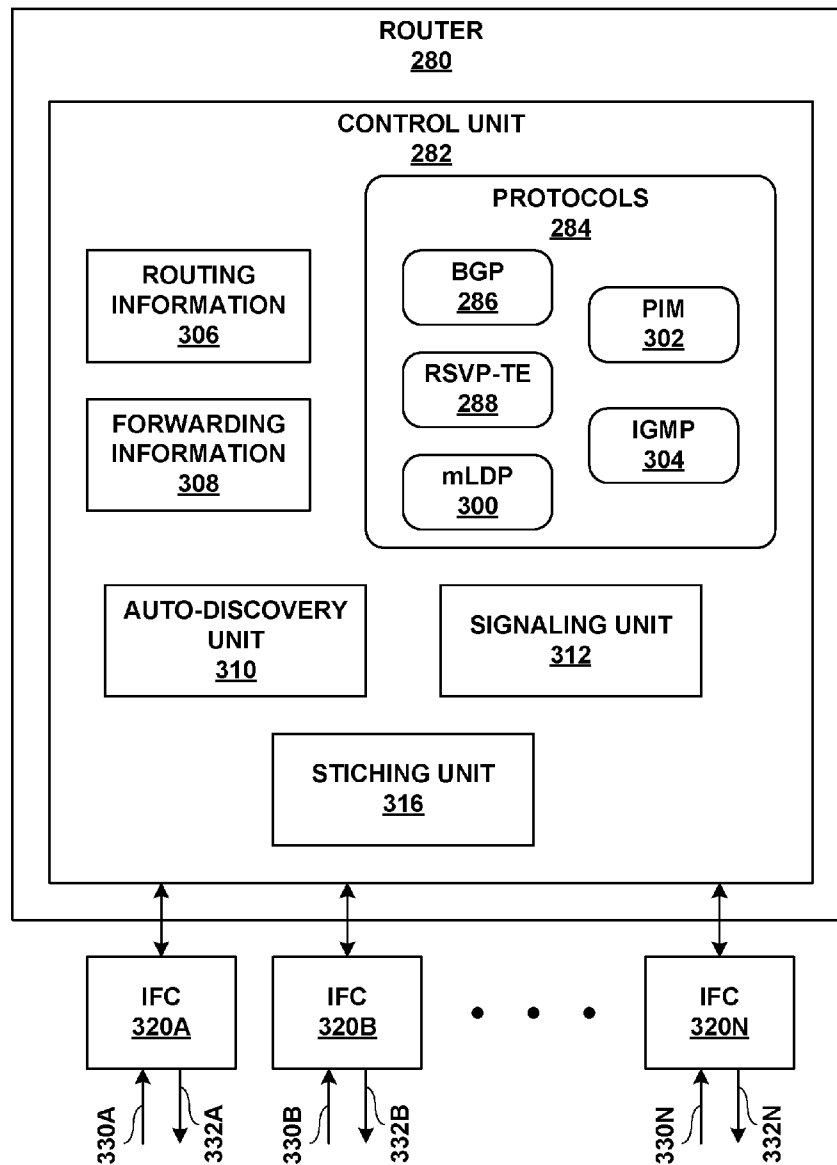 ROUTER
280
CONTROL UNIT
282
PROTOCOLS
284
BGP
286
RSVP-TE
288
mLDP
300
PIM
302
IGMP
304
ROUTING
INFORMATION
306
FORWARDING
INFORMATION
308
AUTO-DISCOVERY
UNIT
310
SIGNALING UNIT
312
STICHING UNIT
316
IFC
320A
IFC
320B
IFC
320N
330A
332A
330B
332B
330N
332N